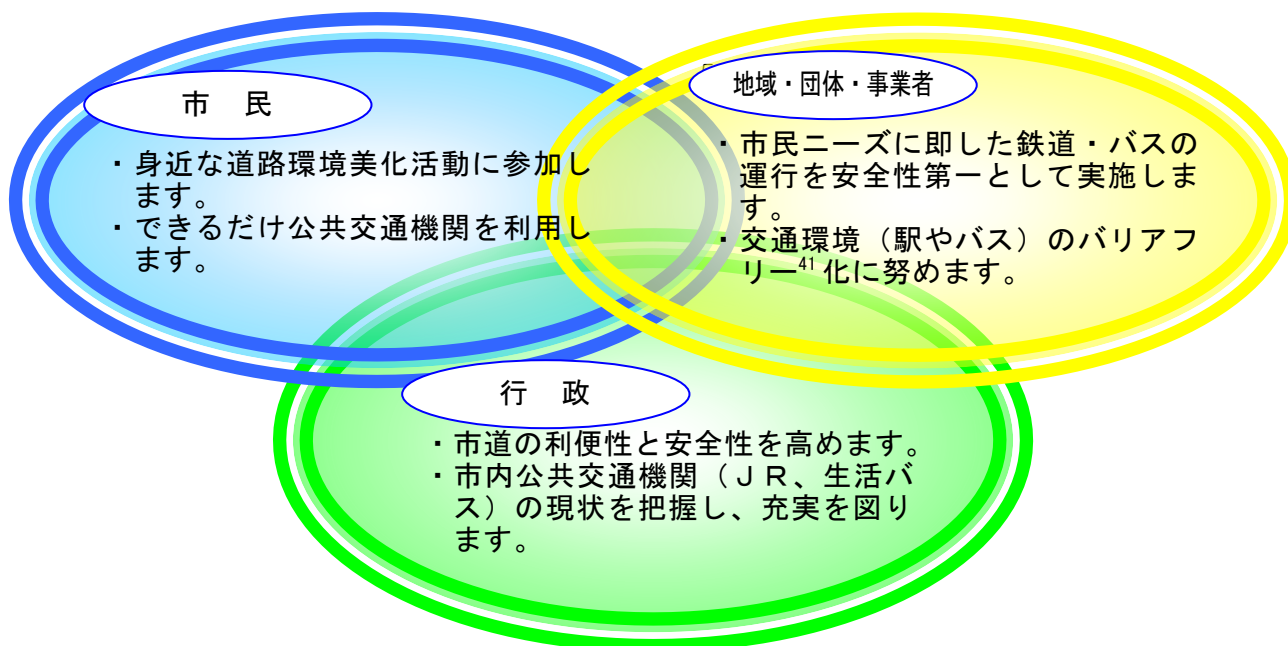 市　民
・身近な道路環境美化活動に参加し
ます。
・できるだけ公共交通機関を利用し
ます。
地域・団体・事業者
・市民ニーズに即した鉄道・バスの
運行を安全性第一として実施しま
す。
・交通環境（駅やバス）のバリアフ
リー41化に努めます。
行　政
・市道の利便性と安全性を高めます。
・市内公共交通機関（ＪＲ、生活バ
ス）の現状を把握し、充実を図り
ます。